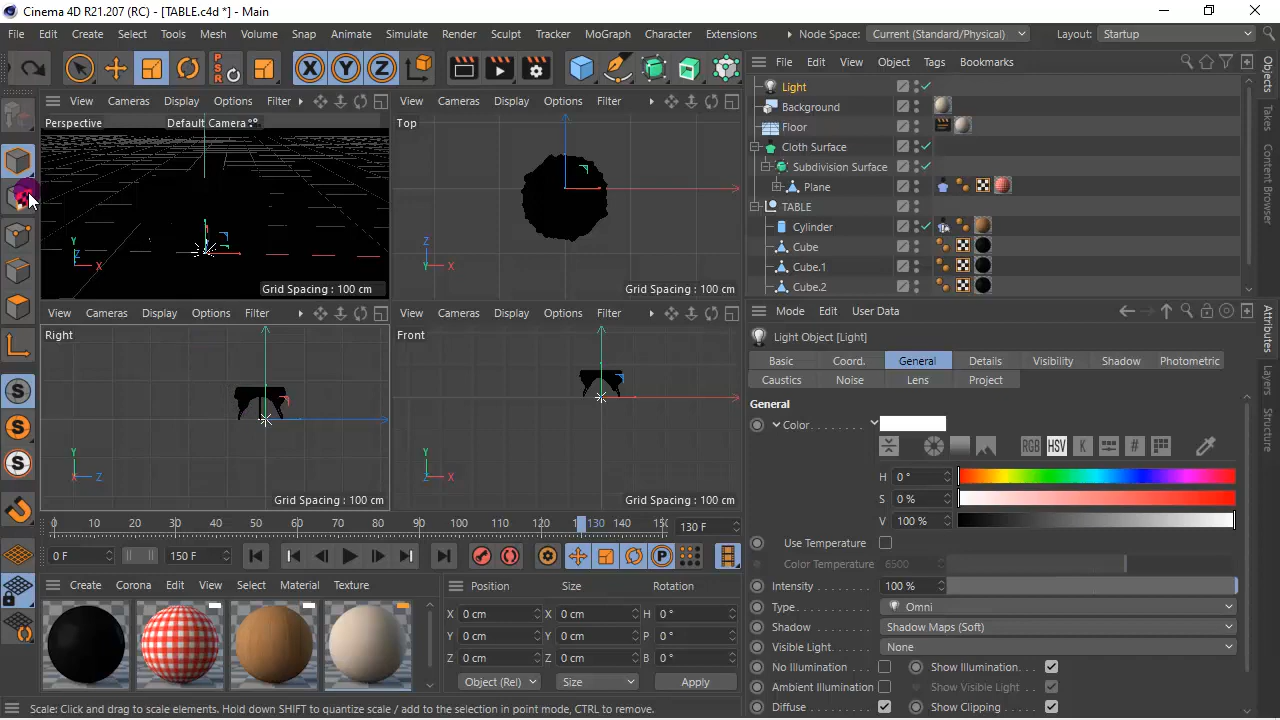 Cinema 4D R21.207 (RC) - [TABLE.c4d *] - Main
File Edit Create Select Tools Mesh Volume Snap Animate Simulate Render Sculpt Tracker MoGraph Character Extensions Node Space: Current (Standard/Physical) Layout: Startup
PSR X Y Z
File Edit View Object Tags Bookmarks
View Cameras Display Options Filter
View Cameras Display Options Filter
Perspective Default Camera
Top
Light
Background
Floor
Cloth Surface
Subdivision Surface
Plane
TABLE
Cylinder
Cube
Cube.1
Cube.2
Y
Z X
Grid Spacing : 100 cm
Z
Y X
Grid Spacing : 100 cm
View Cameras Display Options Filter
View Cameras Display Options Filter
Right
Front
Y
X Z
Grid Spacing : 100 cm
Y
Z X
Grid Spacing : 100 cm
Objects Takes Content Browser
Attributes Layers
Mode Edit User Data
Light Object [Light]
Basic Coord. General Details Visibility Shadow Photometric
Caustics Noise Lens Project
General
Color
RGB HSV K #
H 0 °
S 0 %
V 100 %
Use Temperature
Color Temperature 6500
Intensity 100 %
Type Omni
Shadow Shadow Maps (Soft)
Visible Light None
No Illumination Show Illumination
Ambient Illumination Show Visible Light
Diffuse Show Clipping
0 10 20 30 40 50 60 70 80 90 100 110 120 130 140 150 130 F
0 F 150 F
Create Corona Edit View Select Material Texture
Position Size Rotation
X 0 cm X 0 cm H 0 °
Y 0 cm Y 0 cm P 0 °
Z 0 cm Z 0 cm B 0 °
Object (Rel) Size Apply
Scale: Click and drag to scale elements. Hold down SHIFT to quantize scale / add to the selection in point mode, CTRL to remove.